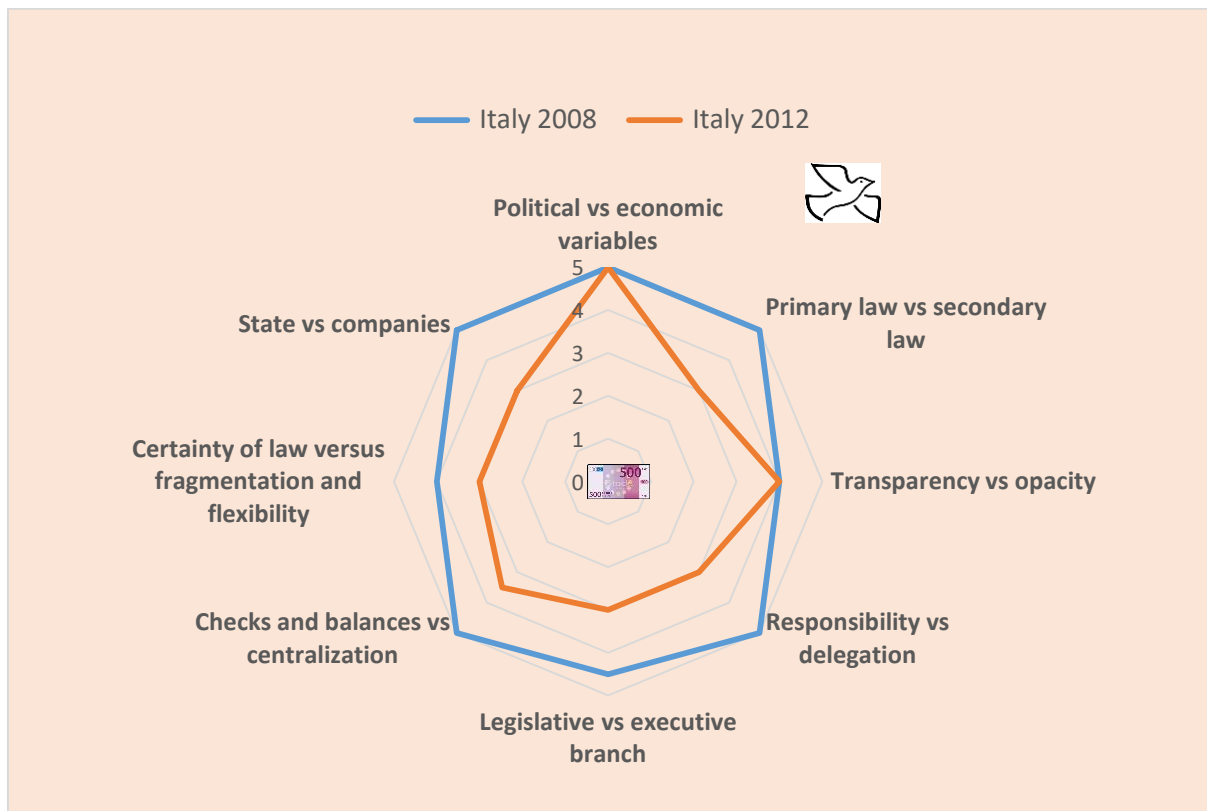 Italy 2008
Italy 2012
Political vs economic
variables
5
4
3
2
1
0
Primary law vs secondary
law
Transparency vs opacity
Responsibility vs
delegation
Legislative vs executive
branch
Checks and balances vs
centralization
Certainty of law versus
fragmentation and
flexibility
State vs companies
500
500